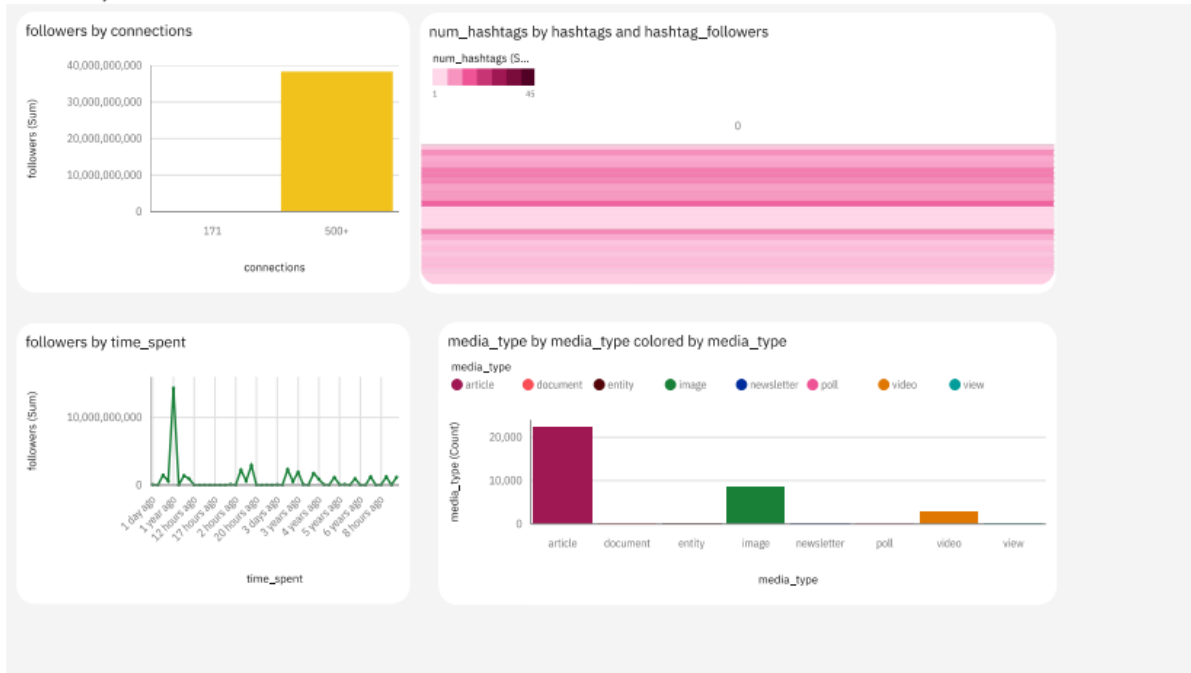 followers by connections
followers (Sum)
40,000,000,000
30,000,000,000
20,000,000,000
10,000,000,000
0
171
500+
connections
num_hashtags by hashtags and hashtag_followers
num_hashtags (S...
1
45
0
followers by time_spent
followers (Sum)
10,000,000,000
0
1 day ago
1 year ago
12 hours ago
17 hours ago
2 hours ago
20 hours ago
3 days ago
3 years ago
4 years ago
5 years ago
6 years ago
8 hours ago
time_spent
media_type by media_type colored by media_type
media_type
article
document
entity
image
newsletter
poll
video
view
media_type (Count)
20,000
10,000
0
article
document
entity
image
newsletter
poll
video
view
media_type